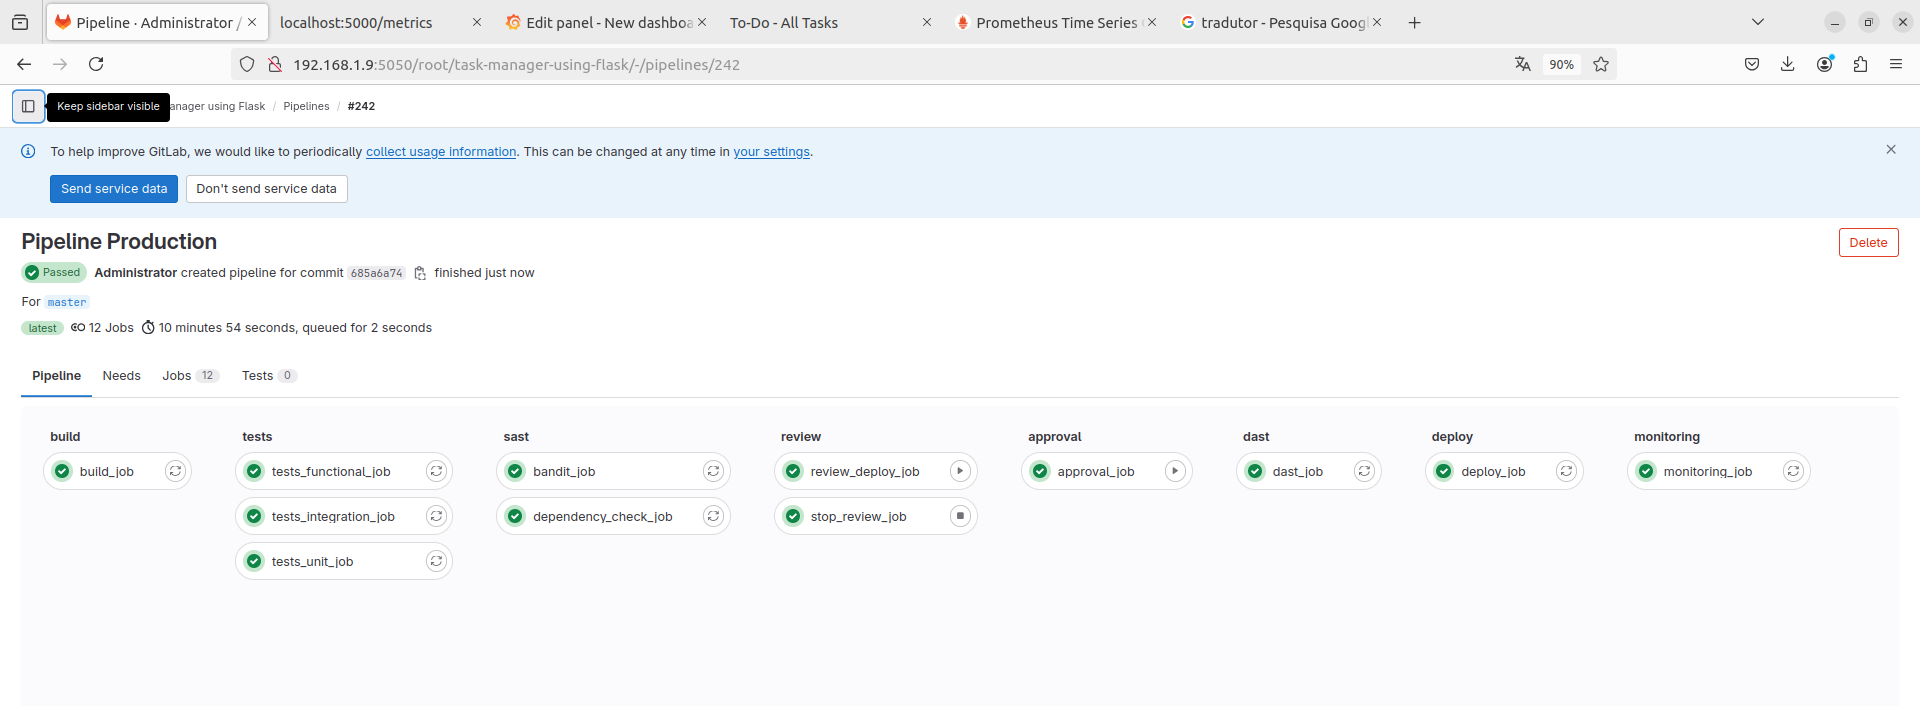 Pipeline · Administrator /
localhost:5000/metrics
Edit panel - New dashboa
To-Do - All Tasks
Prometheus Time Series
tradutor - Pesquisa Googl
192.168.1.9:5050/root/task-manager-using-flask/-/pipelines/242
90%
Keep sidebar visible
anager using Flask / Pipelines / #242
To help improve GitLab, we would like to periodically collect usage information. This can be changed at any time in your settings.
Send service data
Don't send service data
Pipeline Production
Delete
Passed Administrator created pipeline for commit 685a6a74 finished just now
For master
latest 12 Jobs 10 minutes 54 seconds, queued for 2 seconds
Pipeline Needs Jobs 12 Tests 0
build
build_job
tests
tests_functional_job
tests_integration_job
tests_unit_job
sast
bandit_job
dependency_check_job
review
review_deploy_job
stop_review_job
approval
approval_job
dast
dast_job
deploy
deploy_job
monitoring
monitoring_job